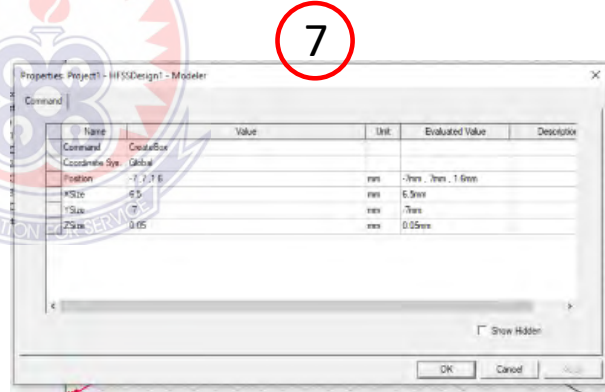 7
Properties: Project1 - HFSSDesign1 - Modeler
Command
Name Value Unit Evaluated Value Description
Command CreateBox
Coordinate Sys. Global
Position -7 ,7 ,1.6 mm -7mm , 7mm , 1.6mm
XSize 6.5 mm 6.5mm
YSize -7 mm -7mm
ZSize 0.05 mm 0.05mm
Show Hidden
OK Cancel
FOR SERVICE